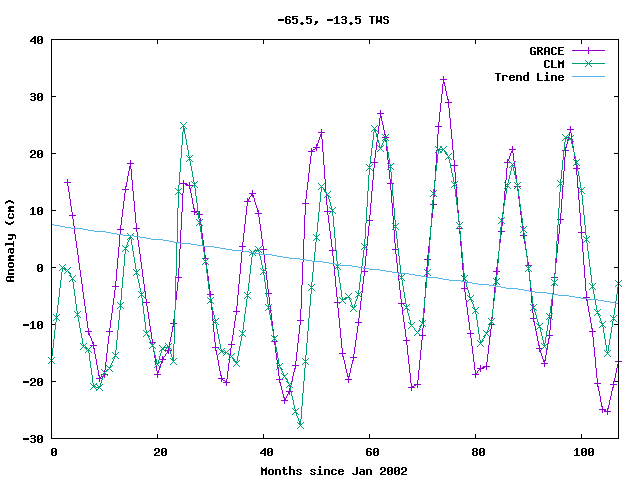 -65.5, -13.5 TWS
GRACE
CLM
Trend Line
40
30
20
10
0
-10
-20
-30
Anomaly (cm)
0 20 40 60 80 100
Months since Jan 2002